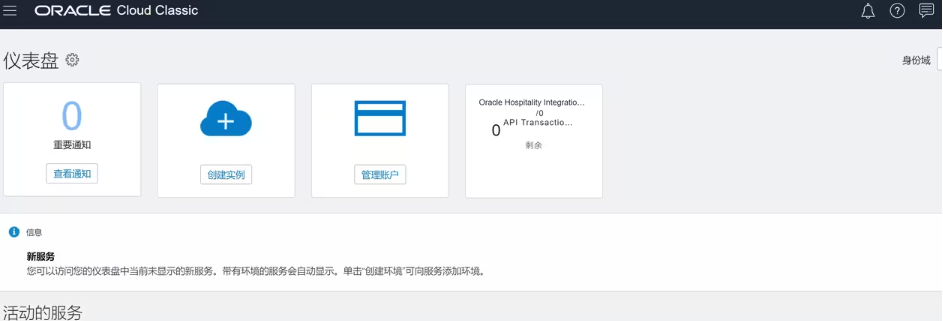 ORACLE Cloud Classic
仪表盘
身份域
0
重要通知
查看通知
创建实例
管理账户
Oracle Hospitality Integratio...
/0
0 API Transactio...
剩余
信息
新服务
您可以访问您的仪表盘中当前未显示的新服务。带有环境的服务会自动显示。单击“创建环境”可向服务添加环境。
活动的服务